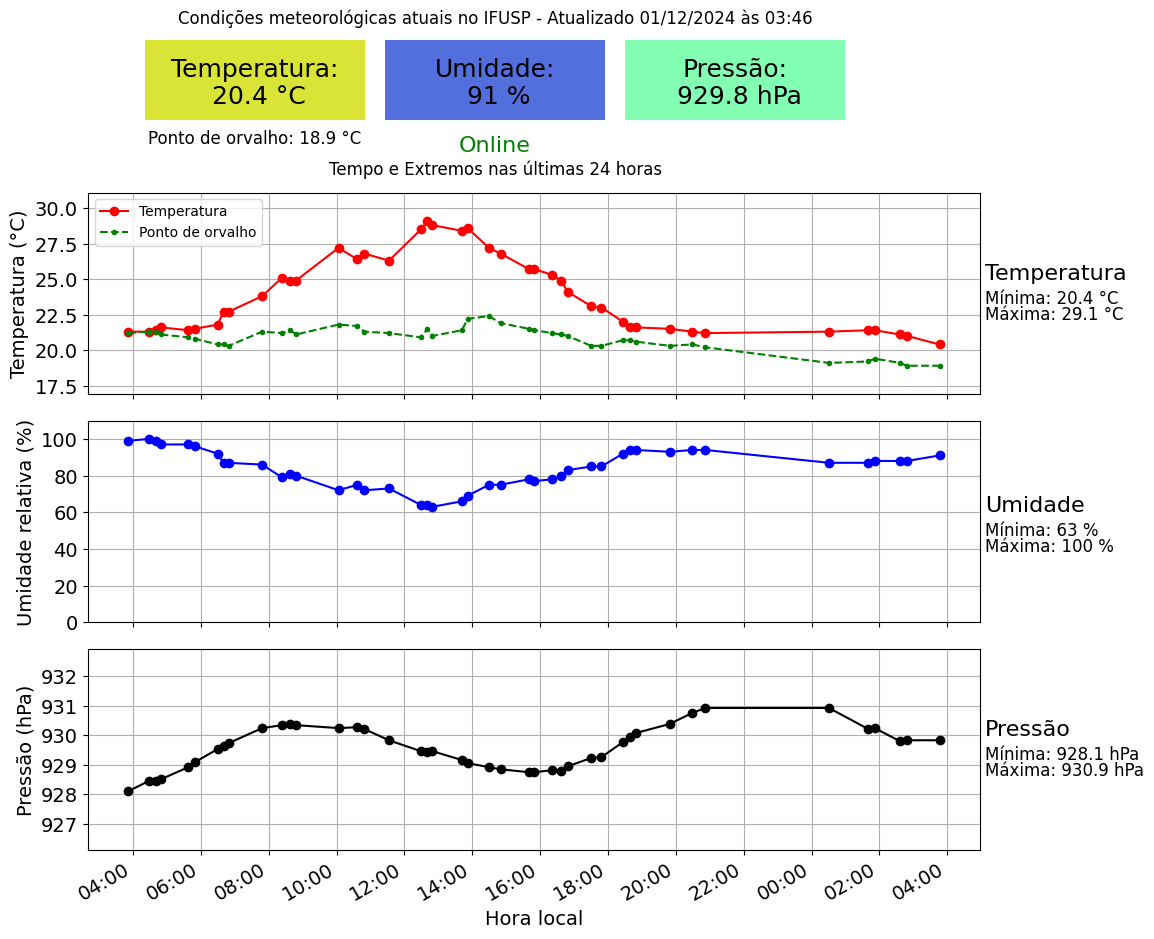 Condições meteorológicas atuais no IFUSP - Atualizado 01/12/2024 às 03:46
Temperatura:
20.4 °C
Umidade:
91 %
Pressão:
929.8 hPa
Ponto de orvalho: 18.9 °C
Online
Tempo e Extremos nas últimas 24 horas
Temperatura (°C)
30.0
27.5
25.0
22.5
20.0
17.5
Temperatura
Ponto de orvalho
Temperatura
Mínima: 20.4 °C
Máxima: 29.1 °C
Umidade relativa (%)
100
80
60
40
20
0
Umidade
Mínima: 63 %
Máxima: 100 %
Pressão (hPa)
932
931
930
929
928
927
Pressão
Mínima: 928.1 hPa
Máxima: 930.9 hPa
04:00 06:00 08:00 10:00 12:00 14:00 16:00 18:00 20:00 22:00 00:00 02:00 04:00
Hora local